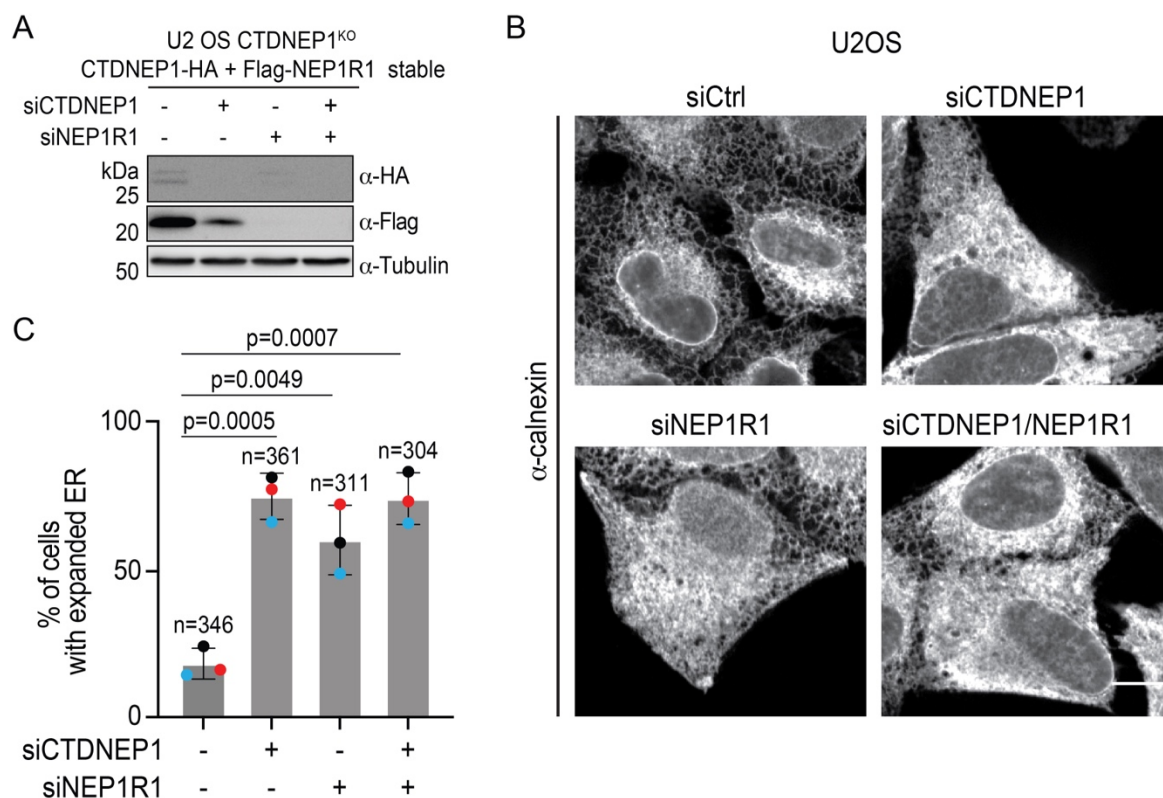 A
U2 OS CTDNEP1KO
CTDNEP1-HA + Flag-NEP1R1 stable
siCTDNEP1 - + - +
siNEP1R1 - - + +
kDa
25
α-HA
20
α-Flag
50
α-Tubulin
B
U2OS
siCtrl
siCTDNEP1
siNEP1R1
siCTDNEP1/NEP1R1
α-calnexin
C
p=0.0007
p=0.0049
p=0.0005
% of cells
with expanded ER
100
50
0
n=346
n=361
n=311
n=304
siCTDNEP1 - + - +
siNEP1R1 - - + +